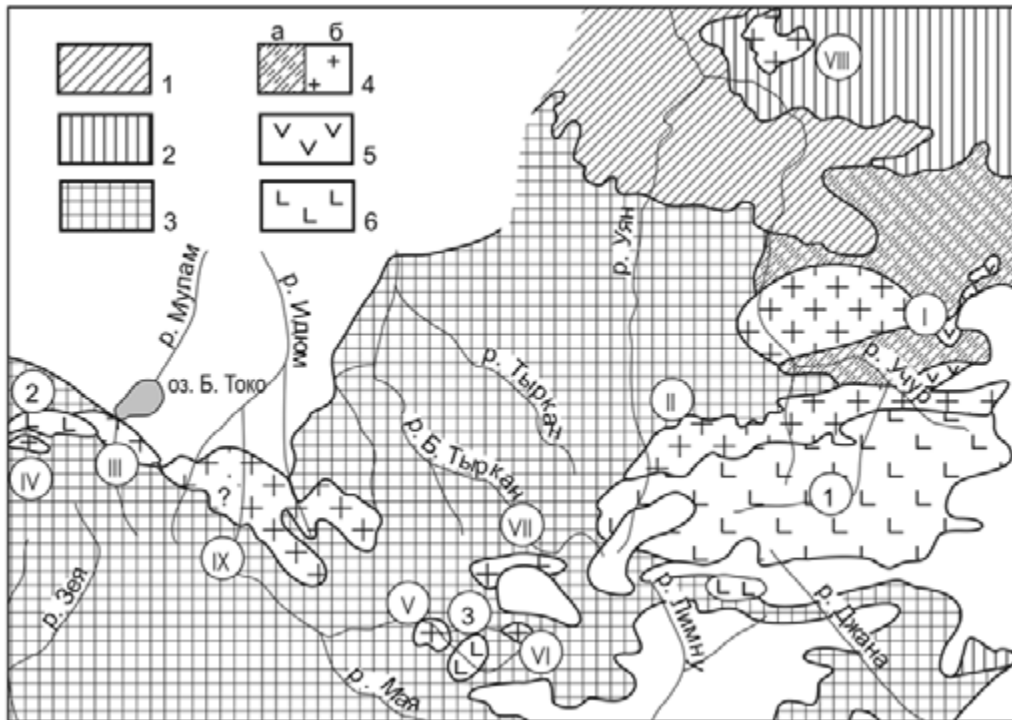 а б
1
4
2
5
3
6
VIII
р. Мулам
р. Идюм
р. Уян
I
оз. Б. Токо
2
р. Тыркан
р. Учур
II
р. Б. Тыркан
IV
III
?
1
VII
IX
р. Зея
V
3
VI
р. Лимну
р. Джана
р. Мая